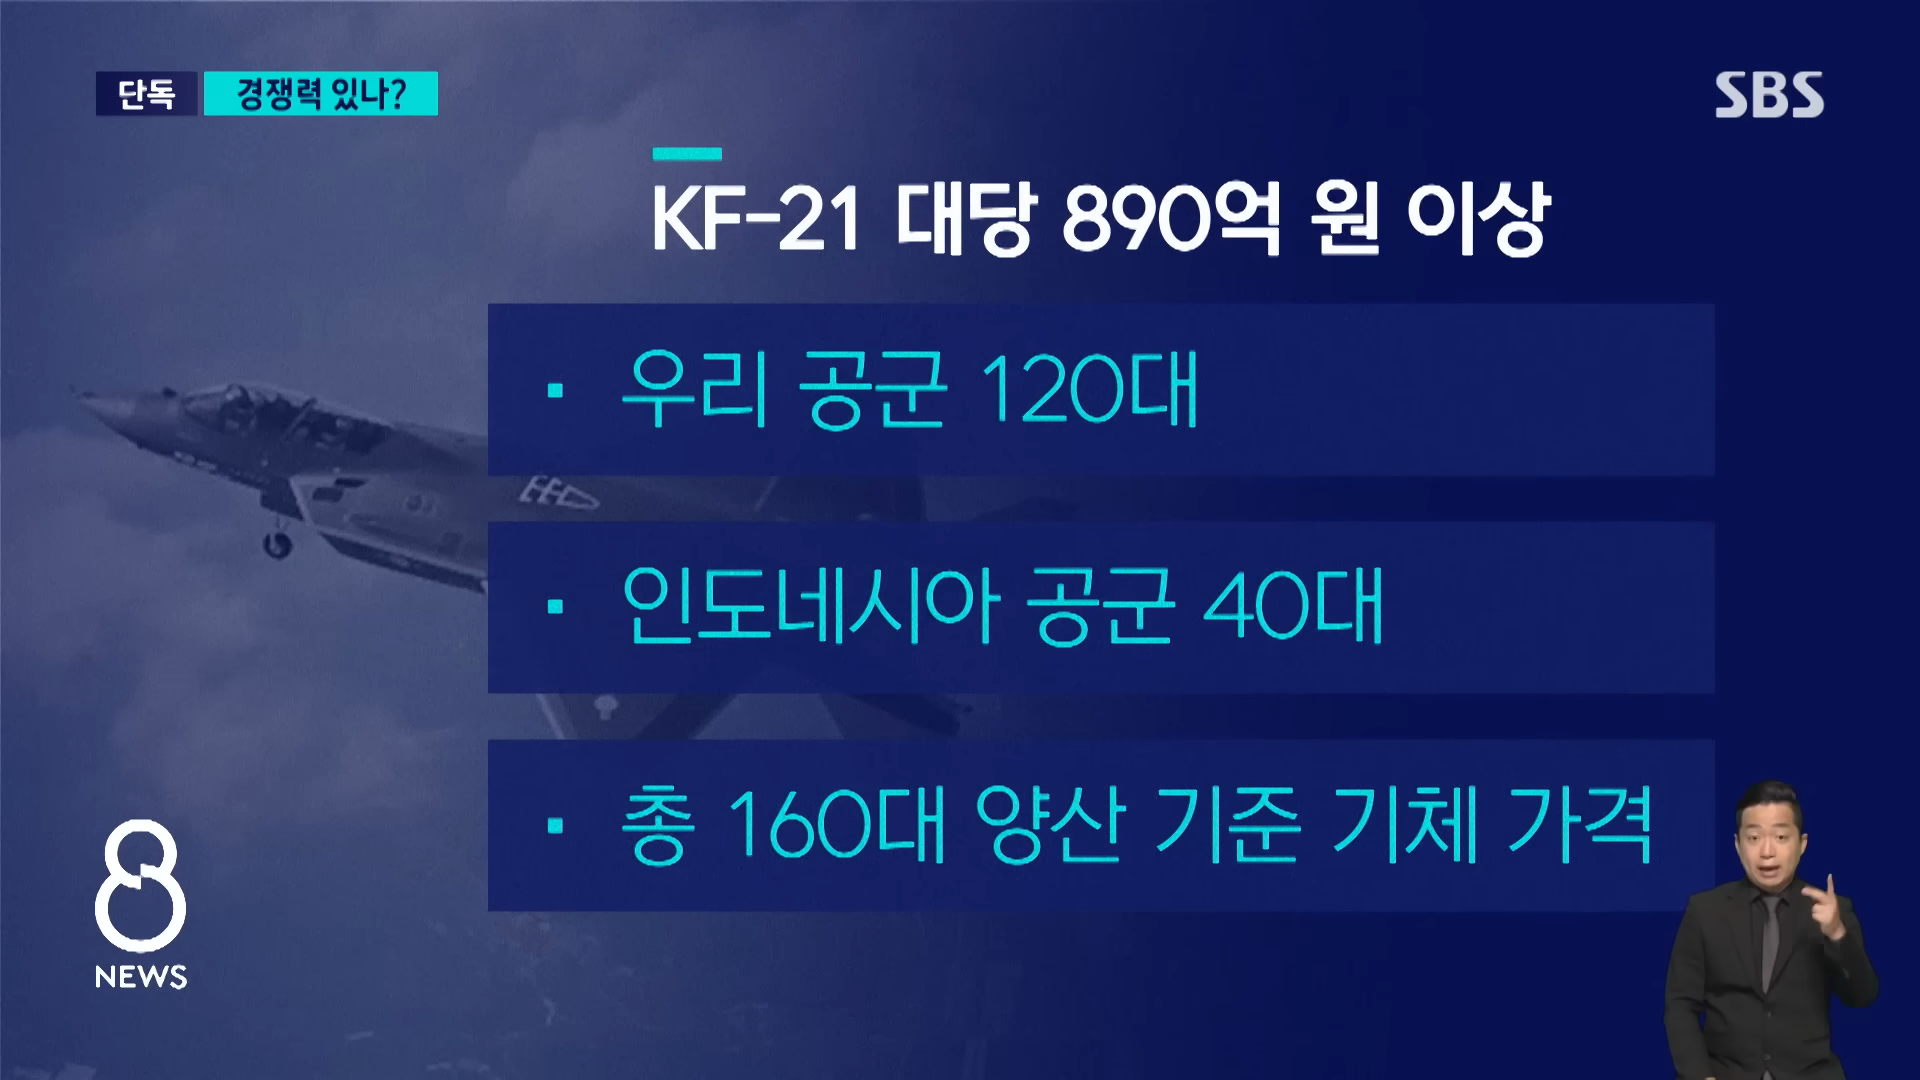 단독 경쟁력 있나?
SBS
KF-21 대당 890억 원 이상
· 우리 공군 120대
· 인도네시아 공군 40대
· 총 160대 양산 기준 기체 가격
8
NEWS